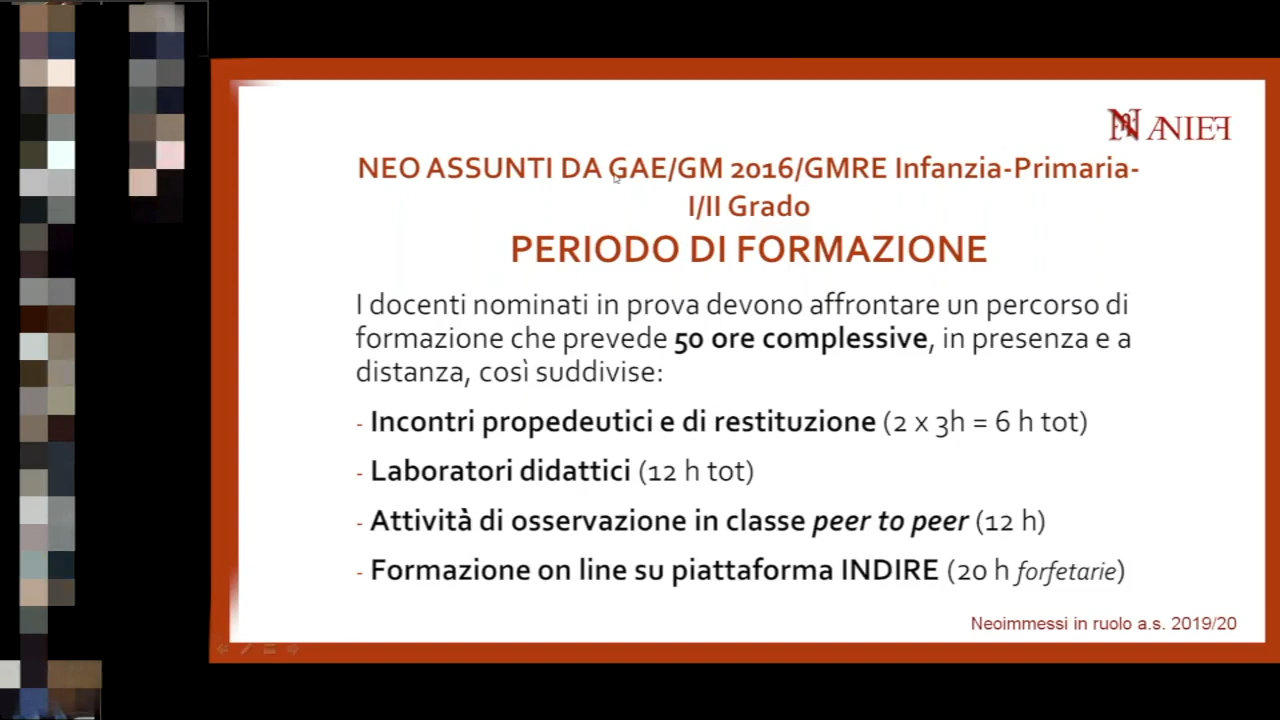 ANIEF
NEO ASSUNTI DA GAE/GM 2016/GMRE Infanzia-Primaria-
I/II Grado
PERIODO DI FORMAZIONE
I docenti nominati in prova devono affrontare un percorso di
formazione che prevede 50 ore complessive, in presenza e a
distanza, così suddivise:
- Incontri propedeutici e di restituzione (2 x 3h = 6 h tot)
- Laboratori didattici (12 h tot)
- Attività di osservazione in classe peer to peer (12 h)
- Formazione on line su piattaforma INDIRE (20 h forfetarie)
Neoimmessi in ruolo a.s. 2019/20